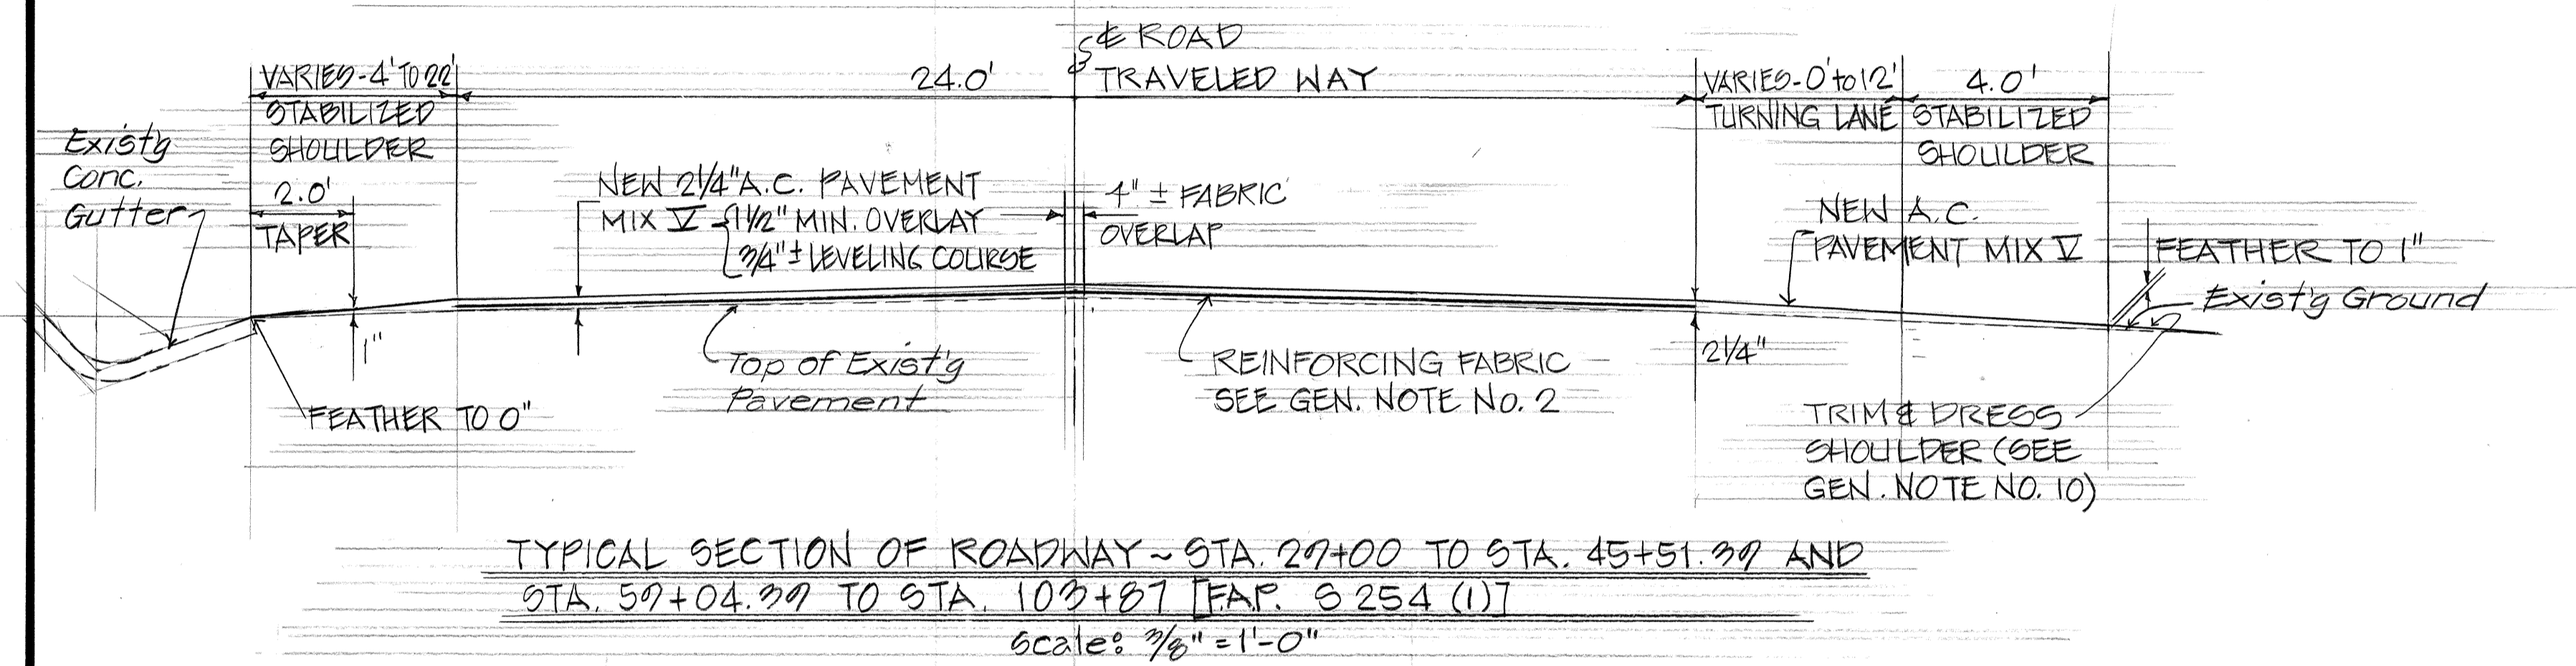 ℄ ROAD
VARIES-4' TO 22'
24.0'
TRAVELED WAY
VARIES-0' to 12'
4.0'
STABILIZED
SHOULDER
TURNING LANE
STABILIZED
SHOULDER
Exist'g
Conc.
Gutter
2.0'
TAPER
NEW 2 1/4" A.C. PAVEMENT
MIX V { 1 1/2" MIN. OVERLAY
3/4" ± LEVELING COURSE
4" ± FABRIC
OVERLAP
NEW A.C.
PAVEMENT MIX V
FEATHER TO 1"
Exist'g Ground
1"
Top of Exist'g
Pavement
REINFORCING FABRIC
SEE GEN. NOTE No. 2
2 1/4"
FEATHER TO 0"
TRIM & DRESS
SHOULDER (SEE
GEN. NOTE NO. 10)
TYPICAL SECTION OF ROADWAY ~ STA. 29+00 TO STA. 45+51.39 AND
STA. 59+04.39 TO STA. 103+87 [F.A.P. S 254 (1)]
Scale: 3/8" = 1'-0"